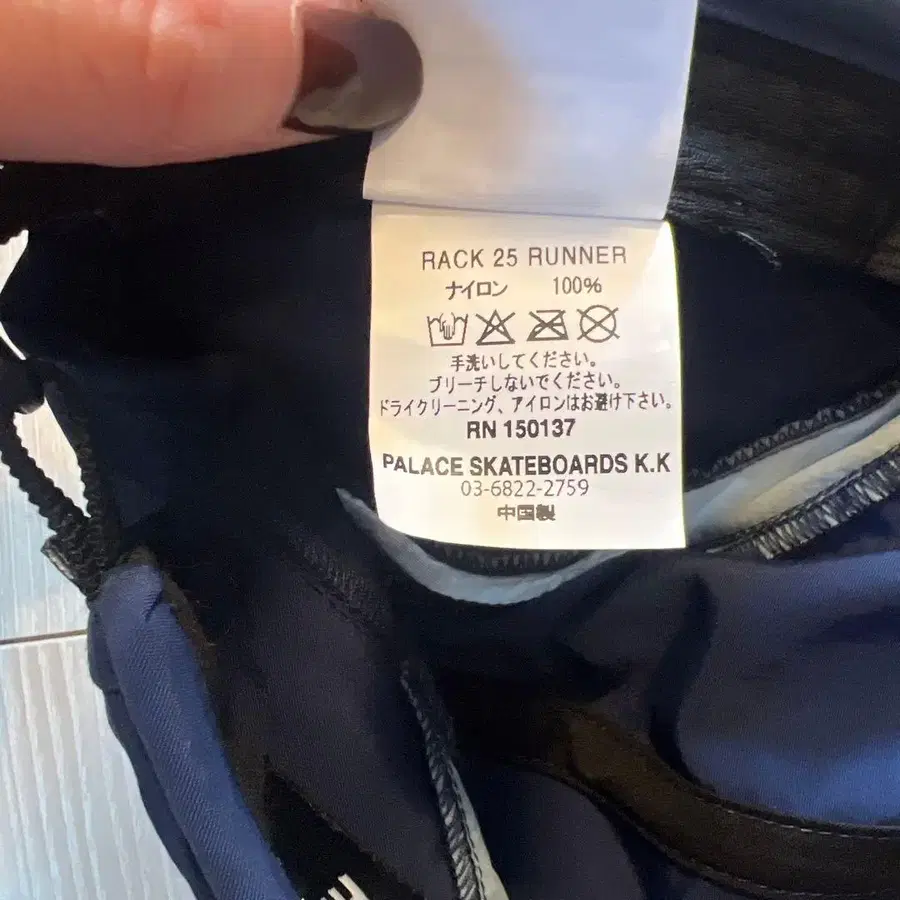 RACK 25 RUNNER
ナイロン 100%
手洗いしてください。
ブリーチしないでください。
ドライクリーニング、アイロンはお避け下さい。
RN 150137
PALACE SKATEBOARDS K.K
03-6822-2759
中国製